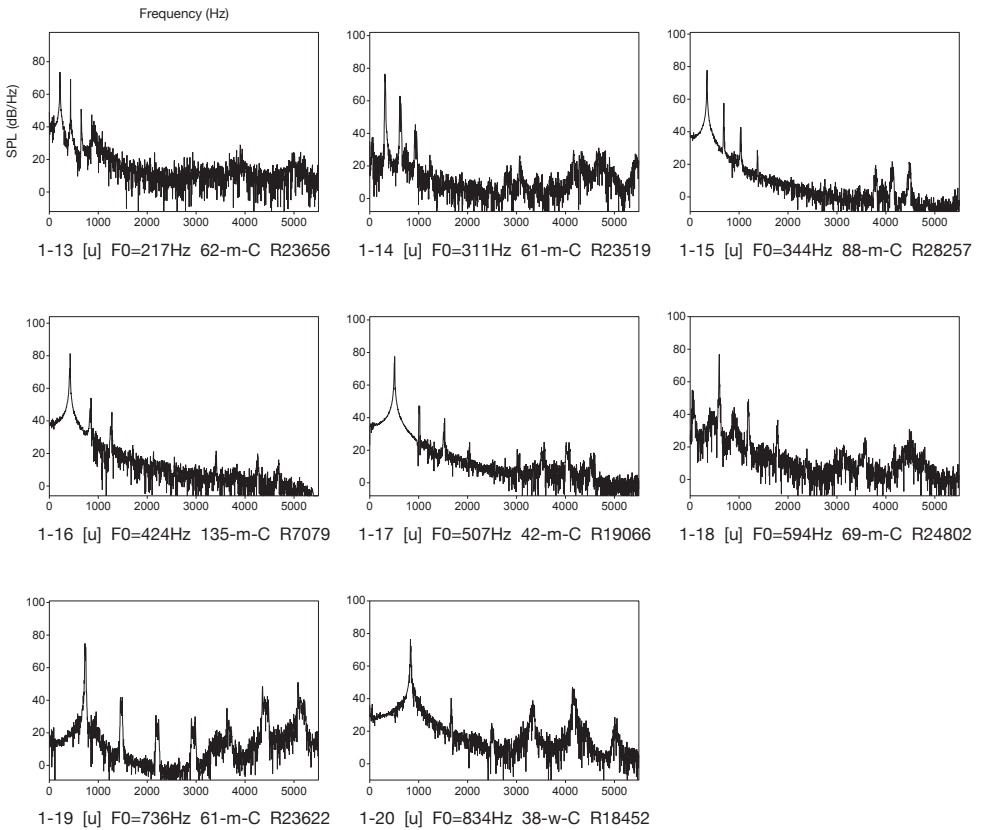 Frequency (Hz)
SPL (dB/Hz)
80
60
40
20
0
0 1000 2000 3000 4000 5000
1-13 [u] F0=217Hz 62-m-C R23656
100
80
60
40
20
0
0 1000 2000 3000 4000 5000
1-14 [u] F0=311Hz 61-m-C R23519
100
80
60
40
20
0
0 1000 2000 3000 4000 5000
1-15 [u] F0=344Hz 88-m-C R28257
100
80
60
40
20
0
0 1000 2000 3000 4000 5000
1-16 [u] F0=424Hz 135-m-C R7079
100
80
60
40
20
0
0 1000 2000 3000 4000 5000
1-17 [u] F0=507Hz 42-m-C R19066
100
80
60
40
20
0
0 1000 2000 3000 4000 5000
1-18 [u] F0=594Hz 69-m-C R24802
100
80
60
40
20
0
0 1000 2000 3000 4000 5000
1-19 [u] F0=736Hz 61-m-C R23622
100
80
60
40
20
0
0 1000 2000 3000 4000 5000
1-20 [u] F0=834Hz 38-w-C R18452